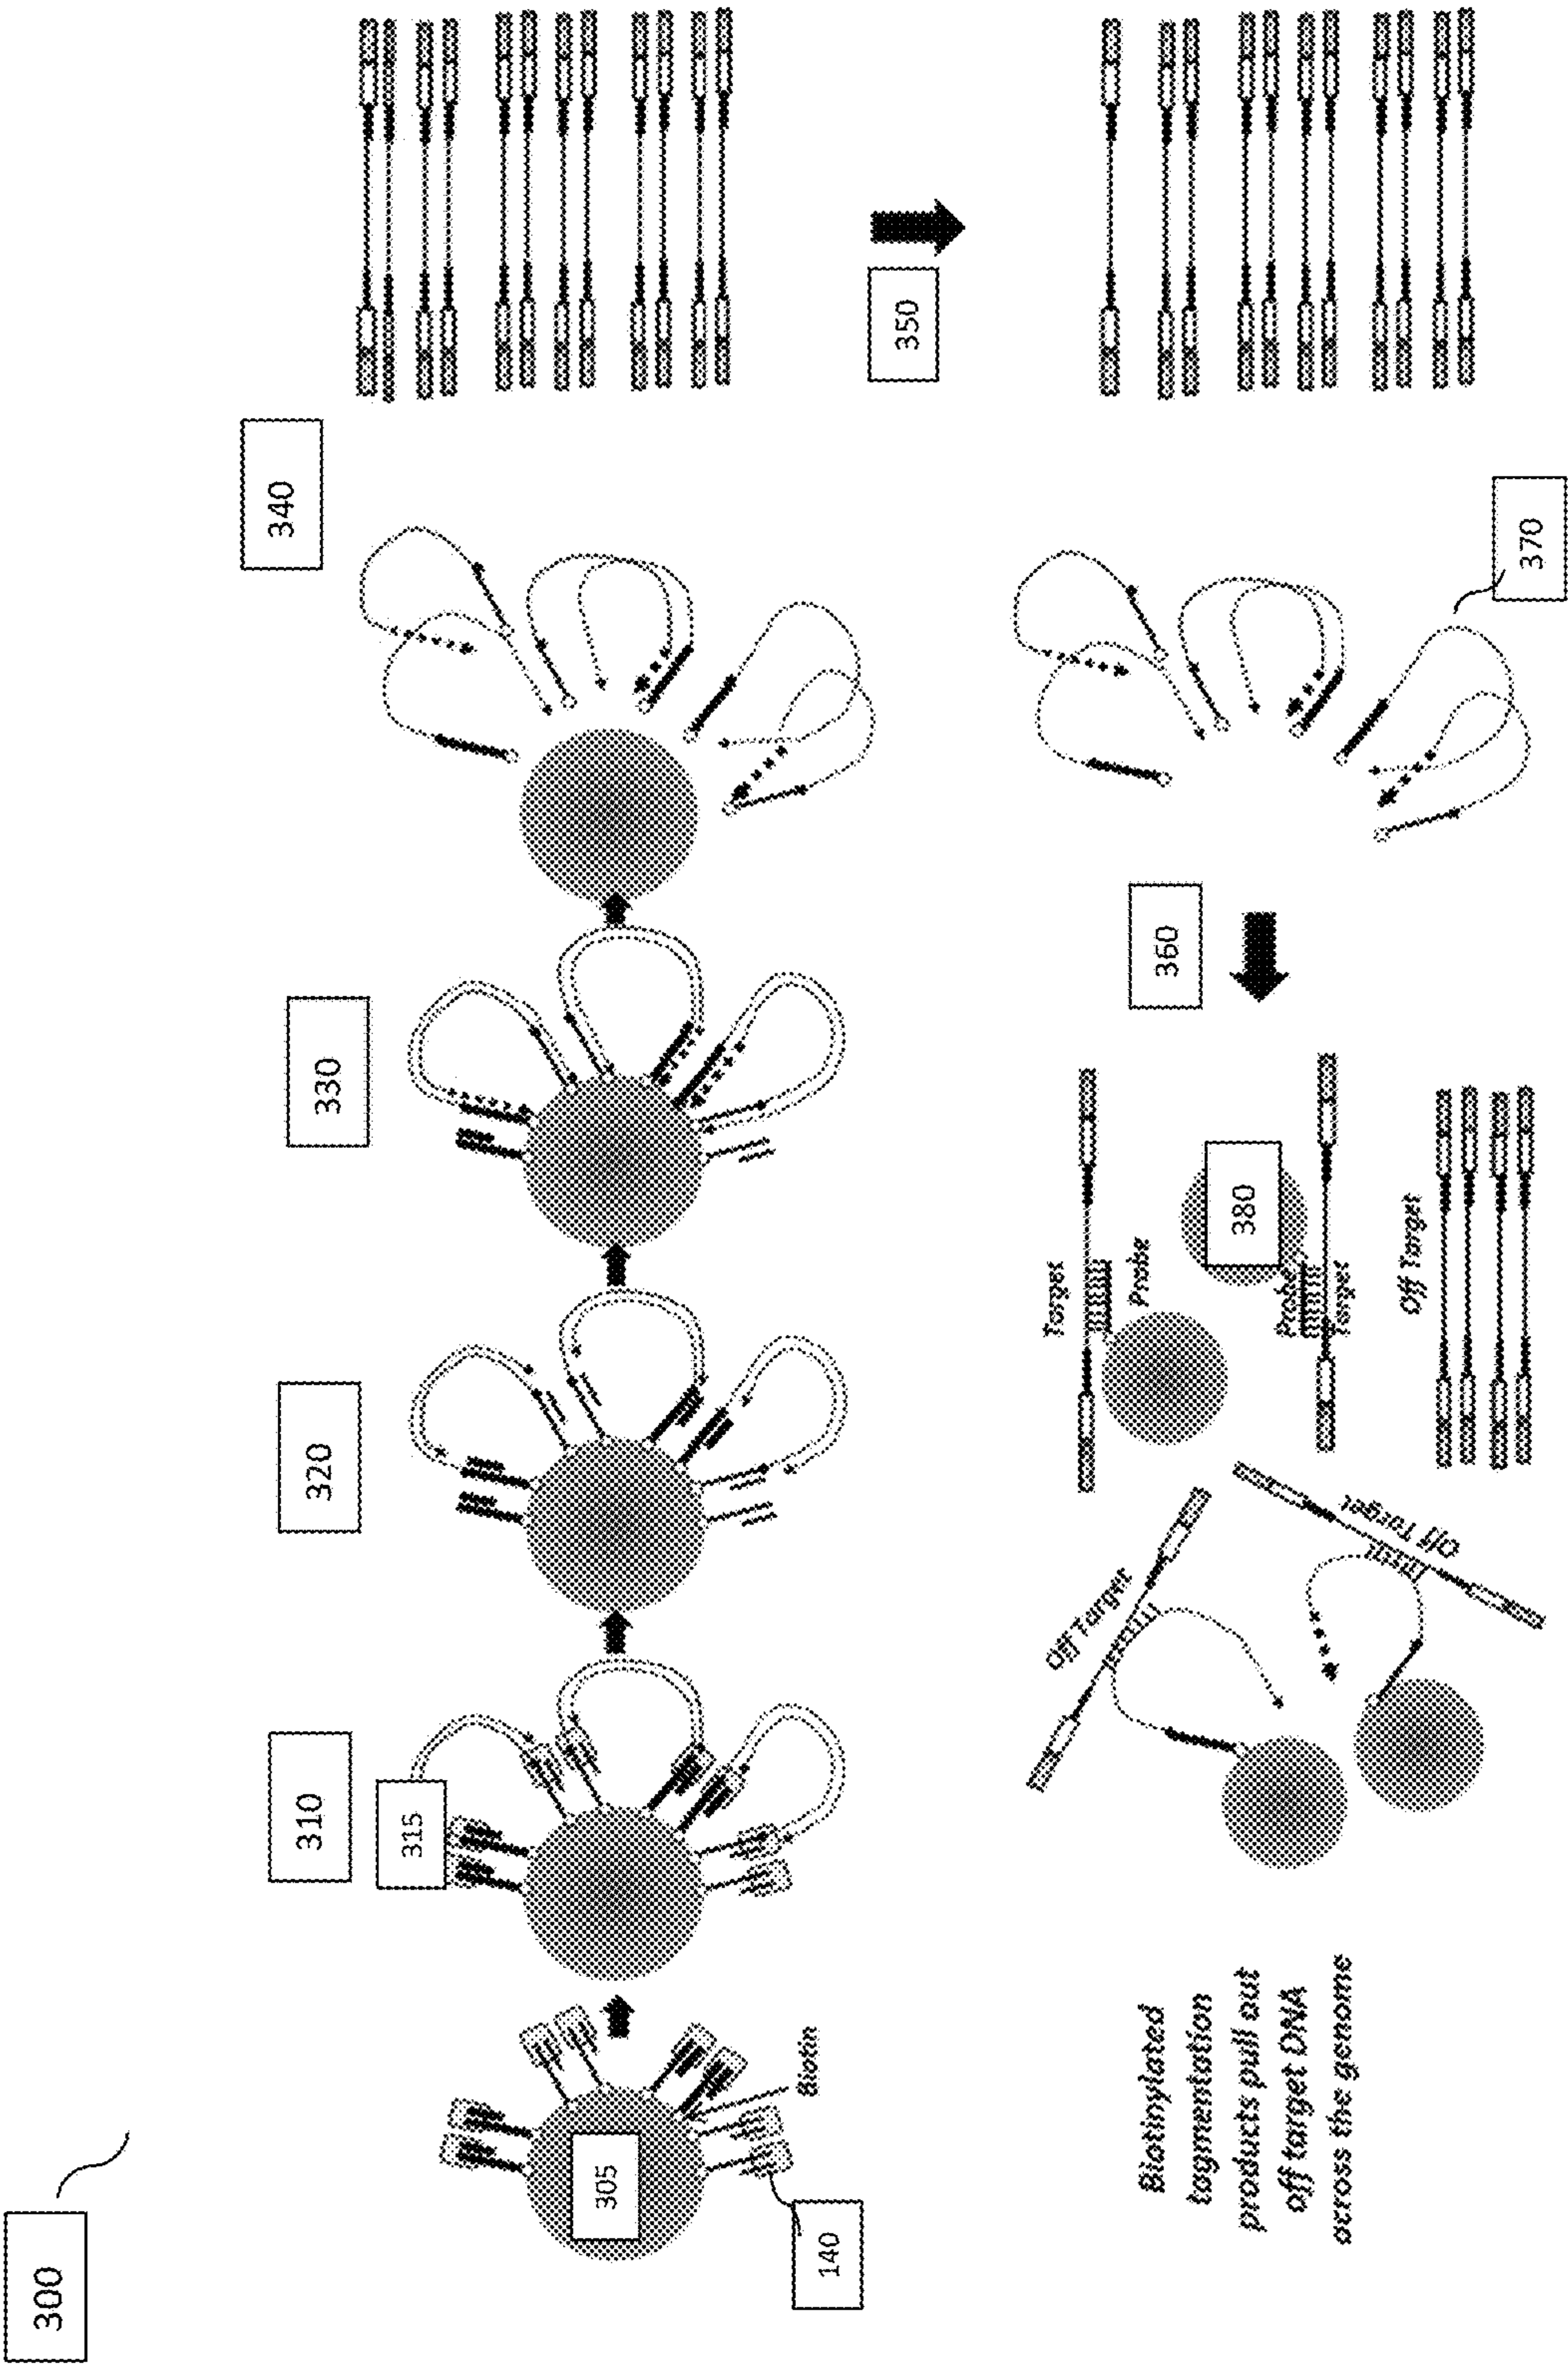 300
310
320
330
340
315
305
Biotin
140
350
Biotinylated
tagmentation
products pull out
off target DNA
across the genome
Off Target
Off Target
Target
Probe
380
Probe
Target
Off Target
360
370